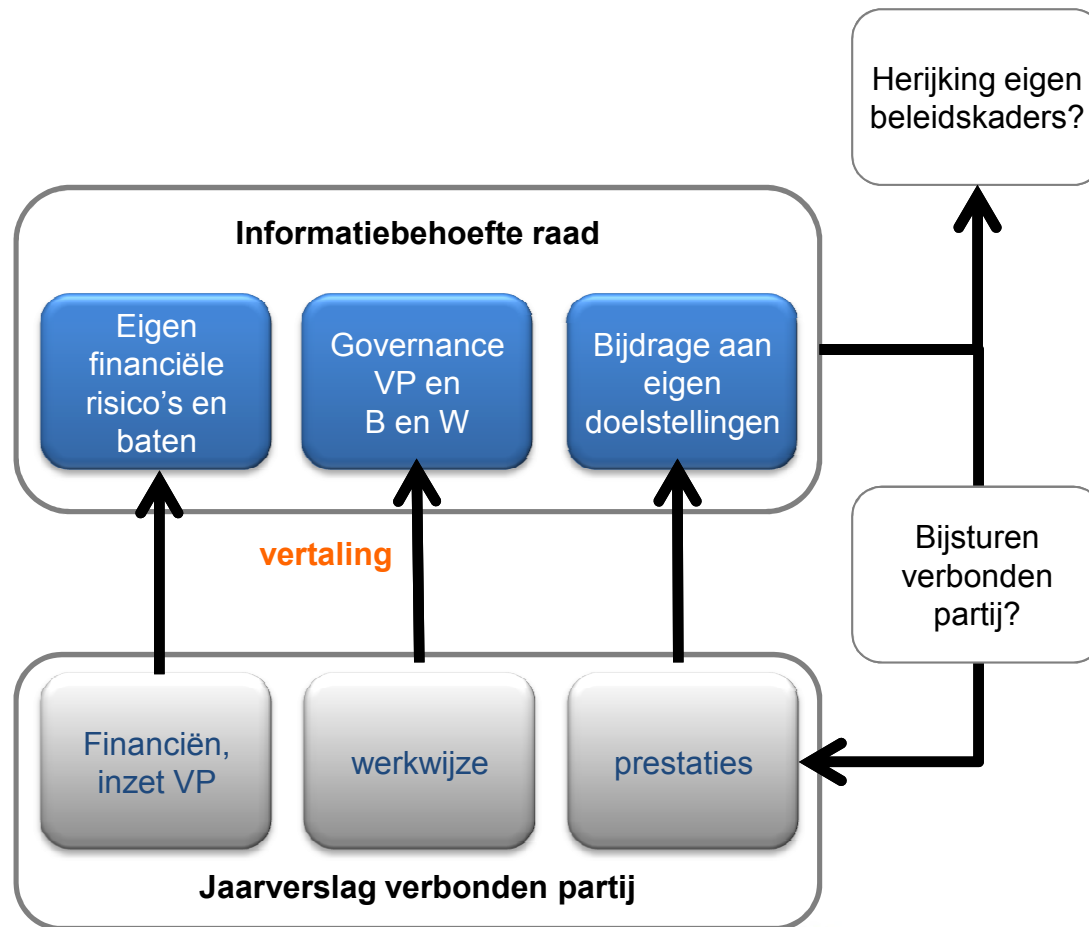 Herijking eigen
beleidskaders?
Informatiebehoefte raad
Eigen
financiële
risico's en
baten
Governance
VP en
B en W
Bijdrage aan
eigen
doelstellingen
vertaling
Bijsturen
verbonden
partij?
Financiën,
inzet VP
werkwijze
prestaties
Jaarverslag verbonden partij